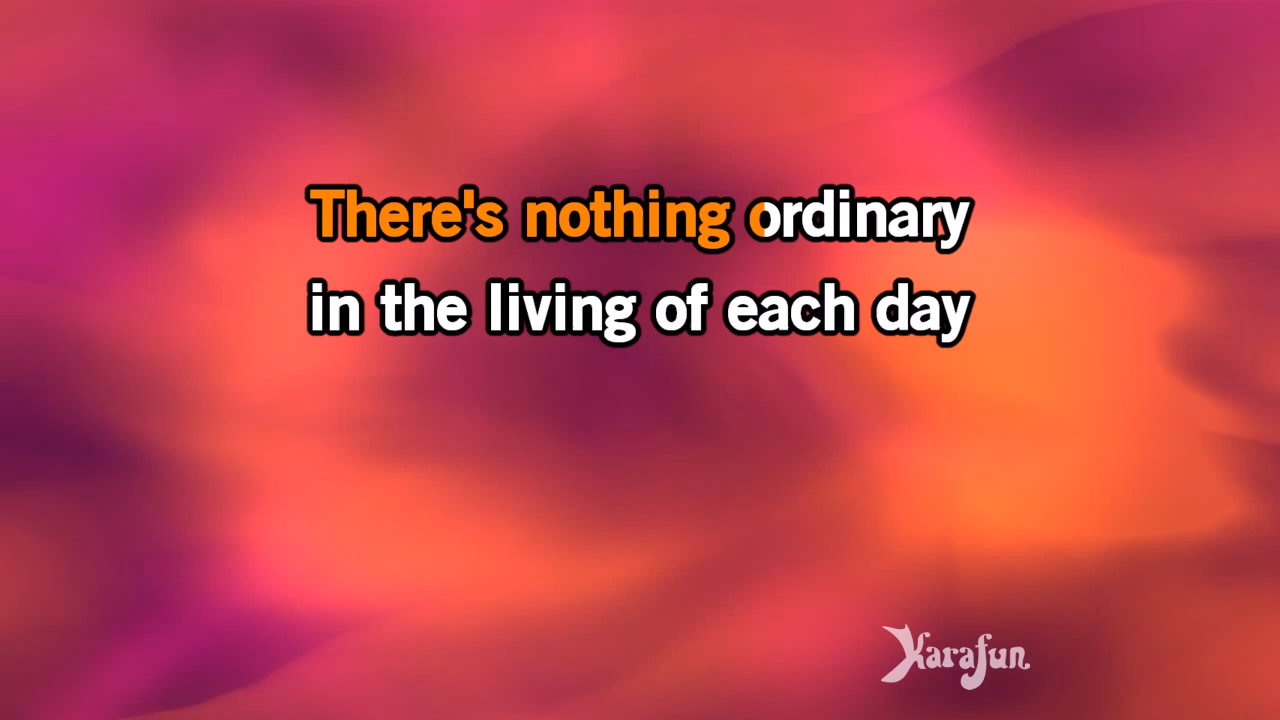 There's nothing ordinary
in the living of each day
Karafun